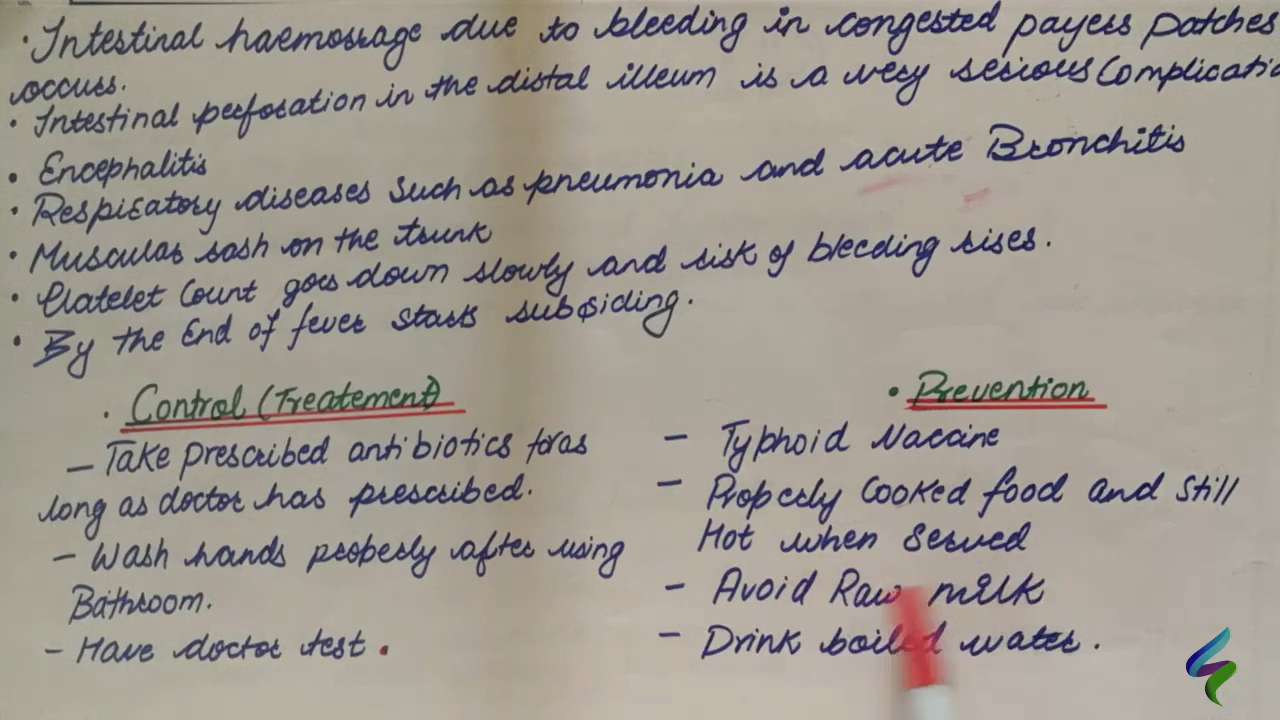 · Intestinal haemorrage due to bleeding in congested payers patches
occurs.
· Intestinal perforation in the distal illeum is a very serious Complicatio
· Encephalitis
· Respiratory diseases Such as pneumonia and acute Bronchitis
· Muscular rash on the trunk
· Platelet Count goes down slowly and risk of bleeding rises.
· By the End of fever starts subsiding.
· Control (Treatement)
- Take prescribed antibiotics for as
long as doctor has prescribed.
- Wash hands properly after using
Bathroom.
- Have doctor test.
· Prevention
- Typhoid Vaccine
- Properly Cooked food and still
Hot when Served
- Avoid Raw milk
- Drink boiled water.